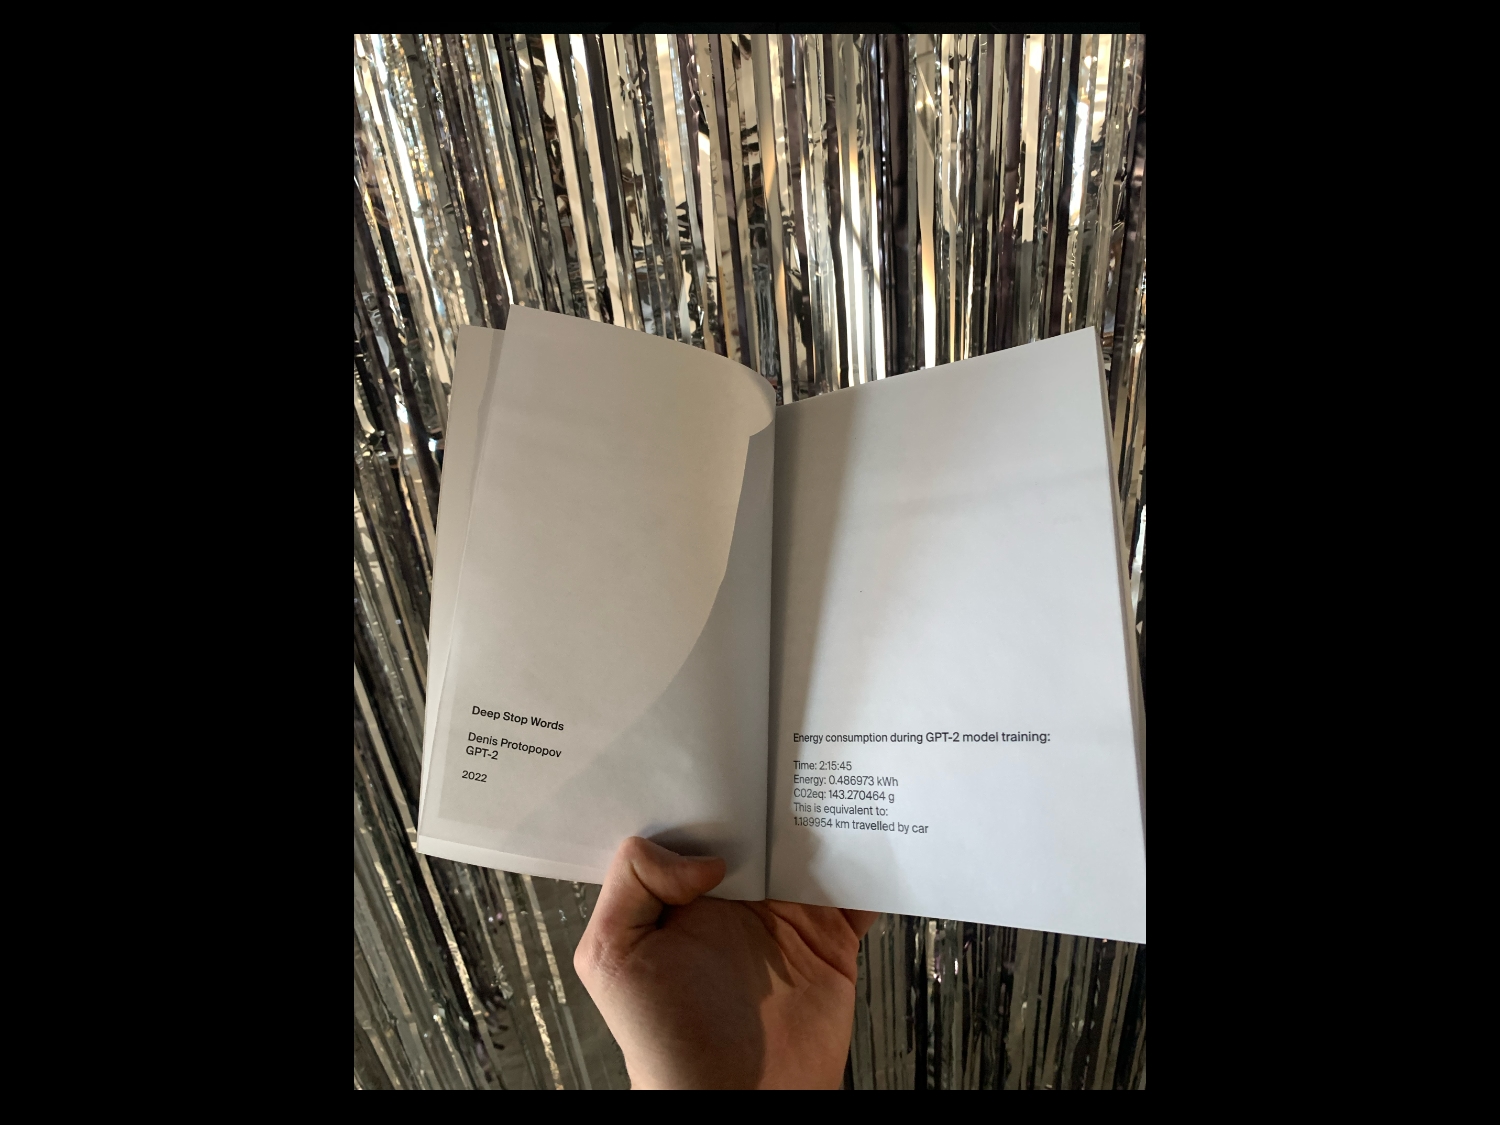 Deep Stop Words
Denis Protopopov
GPT-2
2022
Energy consumption during GPT-2 model training:
Time: 2:15:45
Energy: 0.486973 kWh
C02eq: 143.270464 g
This is equivalent to:
1.189954 km travelled by car